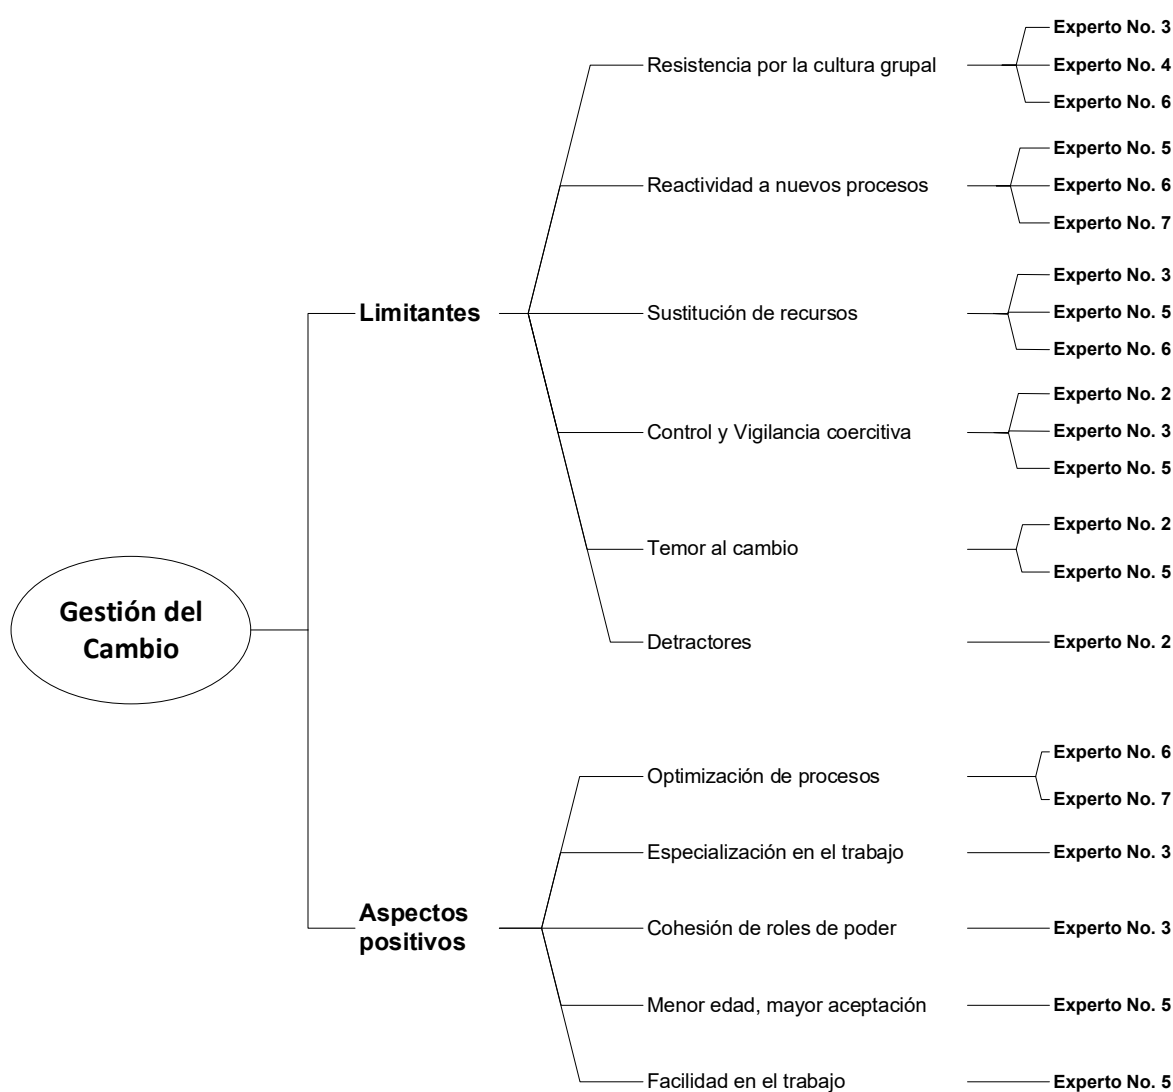 Gestión del
Cambio
Limitantes
Resistencia por la cultura grupal
Experto No. 3
Experto No. 4
Experto No. 6
Reactividad a nuevos procesos
Experto No. 5
Experto No. 6
Experto No. 7
Sustitución de recursos
Experto No. 3
Experto No. 5
Experto No. 6
Control y Vigilancia coercitiva
Experto No. 2
Experto No. 3
Experto No. 5
Temor al cambio
Experto No. 2
Experto No. 5
Detractores
Experto No. 2
Aspectos
positivos
Optimización de procesos
Experto No. 6
Experto No. 7
Especialización en el trabajo
Experto No. 3
Cohesión de roles de poder
Experto No. 3
Menor edad, mayor aceptación
Experto No. 5
Facilidad en el trabajo
Experto No. 5